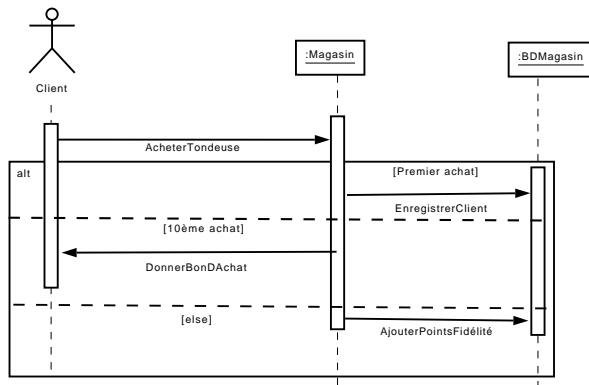 :Magasin
:BDMagasin
Client
AcheterTondeuse
alt
[Premier achat]
EnregistrerClient
[10ème achat]
DonnerBonDAchat
[else]
AjouterPointsFidélité